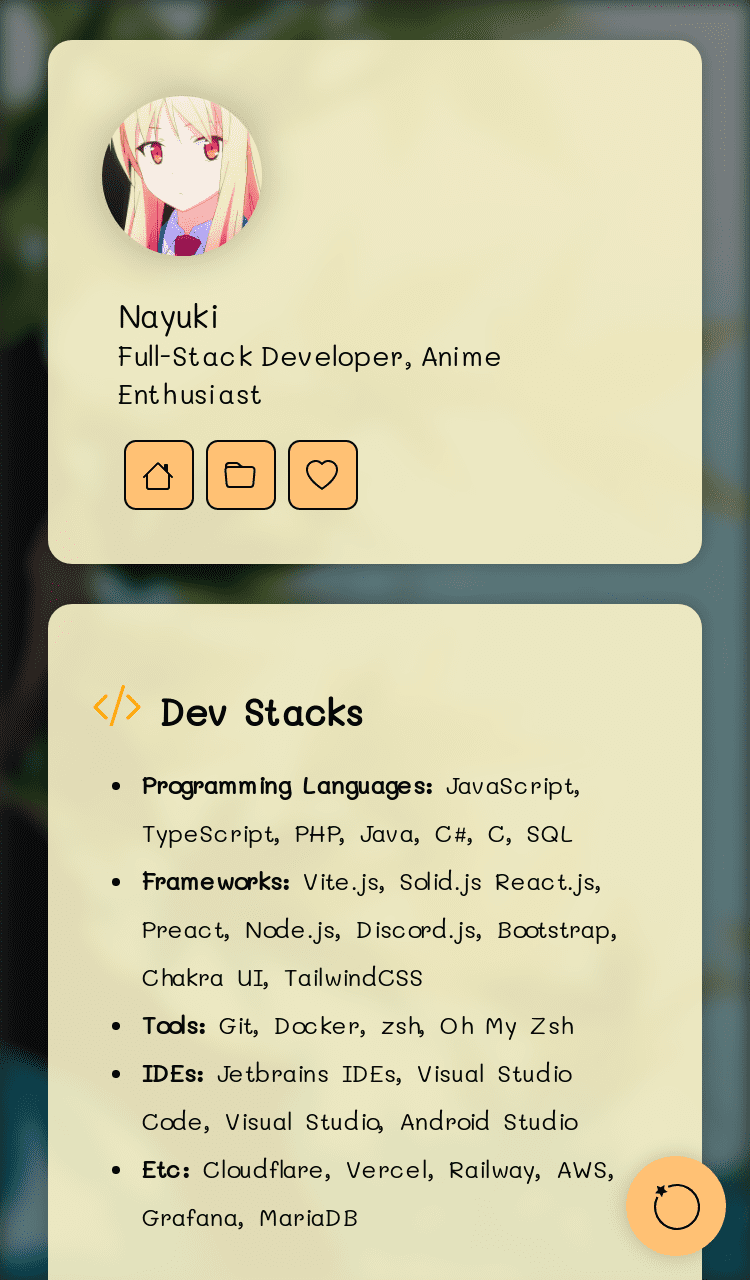 Nayuki
Full-Stack Developer, Anime
Enthusiast
Dev Stacks
Programming Languages: JavaScript,
TypeScript, PHP, Java, C#, C, SQL
Frameworks: Vite.js, Solid.js React.js,
Preact, Node.js, Discord.js, Bootstrap,
Chakra UI, TailwindCSS
Tools: Git, Docker, zsh, Oh My Zsh
IDEs: Jetbrains IDEs, Visual Studio
Code, Visual Studio, Android Studio
Etc: Cloudflare, Vercel, Railway, AWS,
Grafana, MariaDB